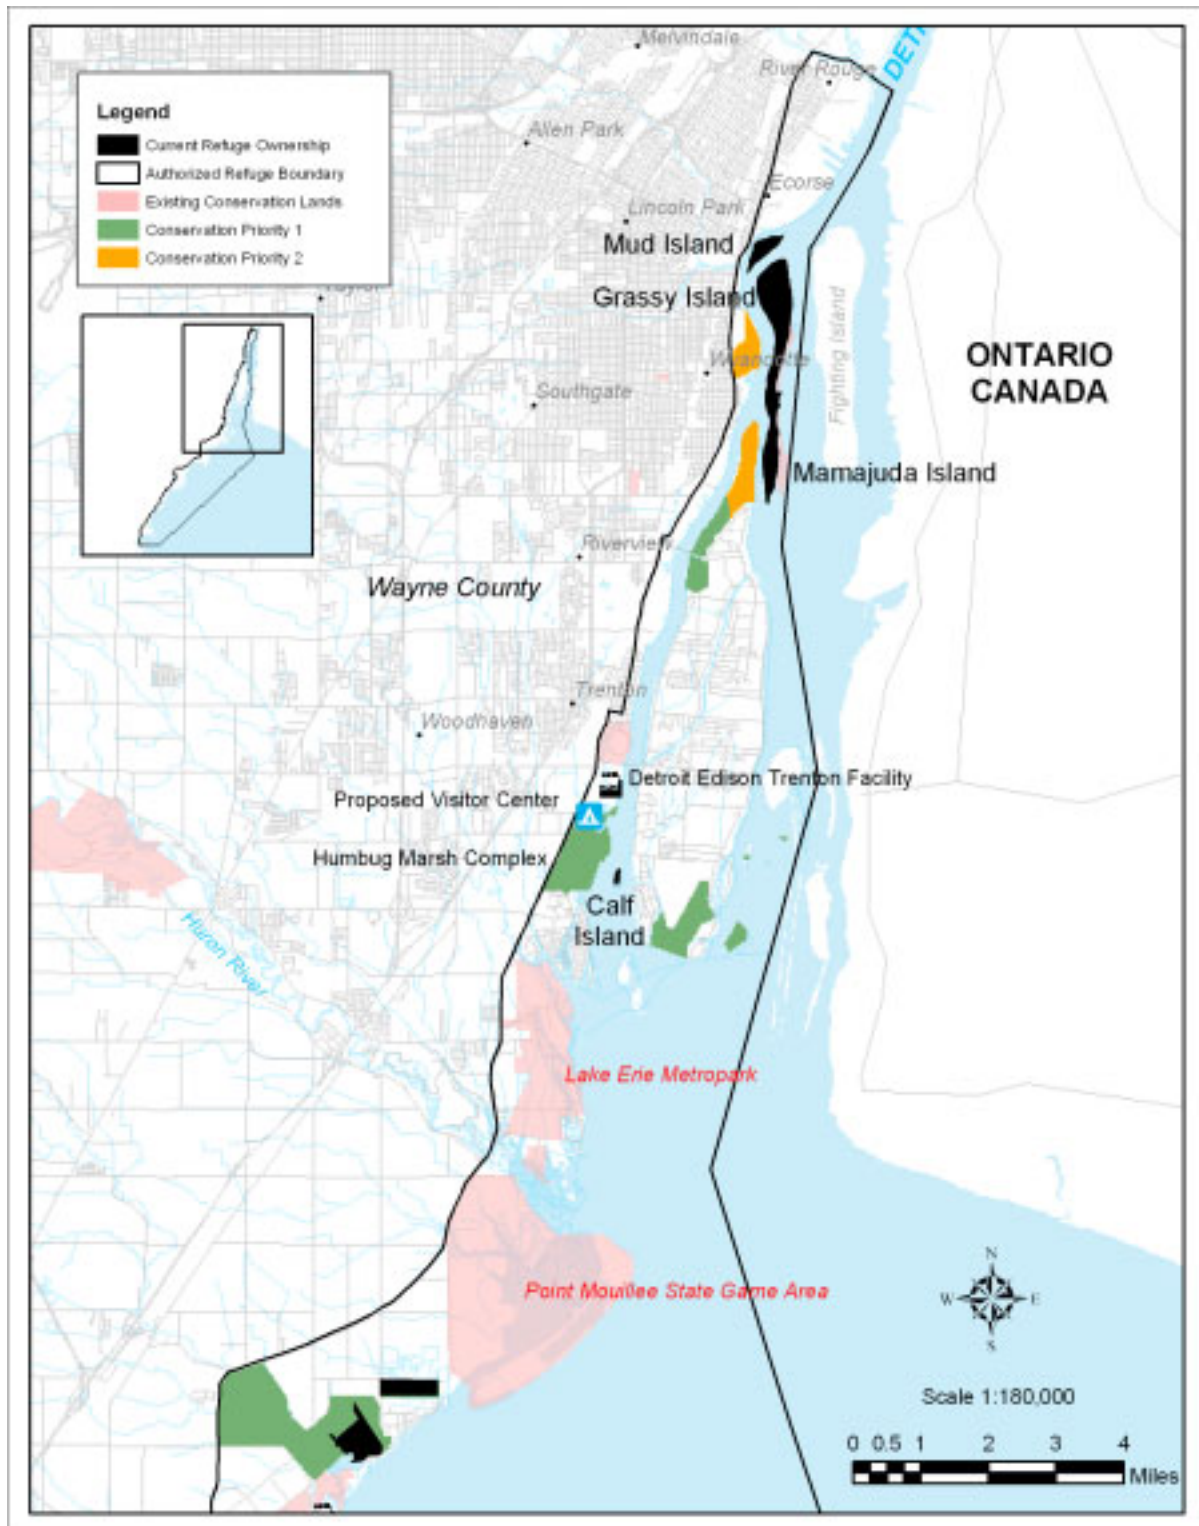 Melvindale
River Rouge
DETR
Legend
Current Refuge Ownership
Authorized Refuge Boundary
Existing Conservation Lands
Conservation Priority 1
Conservation Priority 2
Allen Park
Ecorse
Lincoln Park
Mud Island
Grassy Island
Taylor
Wyandotte
Fighting Island
ONTARIO
CANADA
Southgate
Mamajuda Island
Riverview
Wayne County
Trenton
Woodhaven
Detroit Edison Trenton Facility
Proposed Visitor Center
Humbug Marsh Complex
Calf
Island
Huron River
Lake Erie Metropark
Point Mouillee State Game Area
N
W E
S
Scale 1:180,000
0 0.5 1 2 3 4
Miles